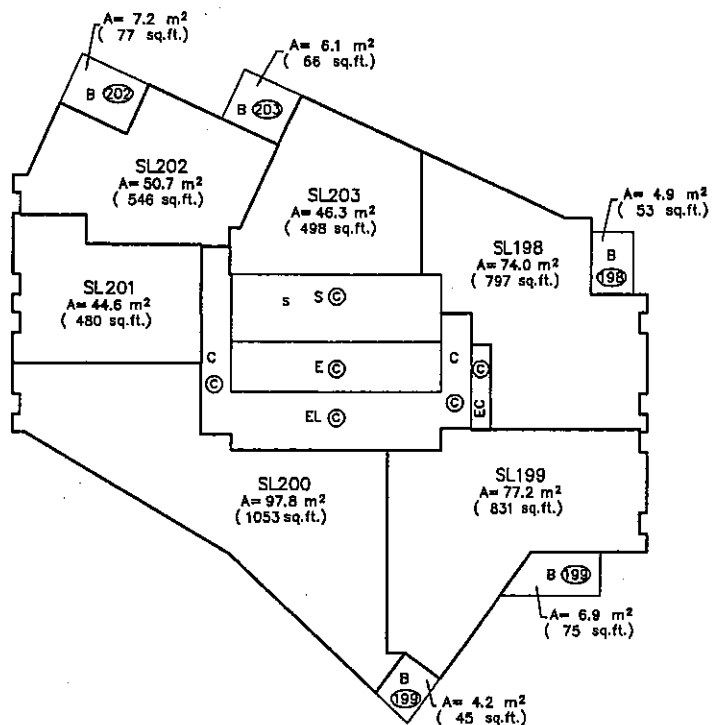 A= 7.2 m²
( 77 sq.ft.)
B 202
A= 6.1 m²
( 66 sq.ft.)
B 203
SL202
A= 50.7 m²
( 546 sq.ft.)
SL203
A= 46.3 m²
( 498 sq.ft.)
A= 4.9 m²
( 53 sq.ft.)
B
198
SL198
A= 74.0 m²
( 797 sq.ft.)
SL201
A= 44.6 m²
( 480 sq.ft.)
s S C
C
C
E C
C
C
C
EC
EL C
SL200
A= 97.8 m²
( 1053 sq.ft.)
SL199
A= 77.2 m²
( 831 sq.ft.)
B 199
A= 6.9 m²
( 75 sq.ft.)
B
199
A= 4.2 m²
( 45 sq.ft.)